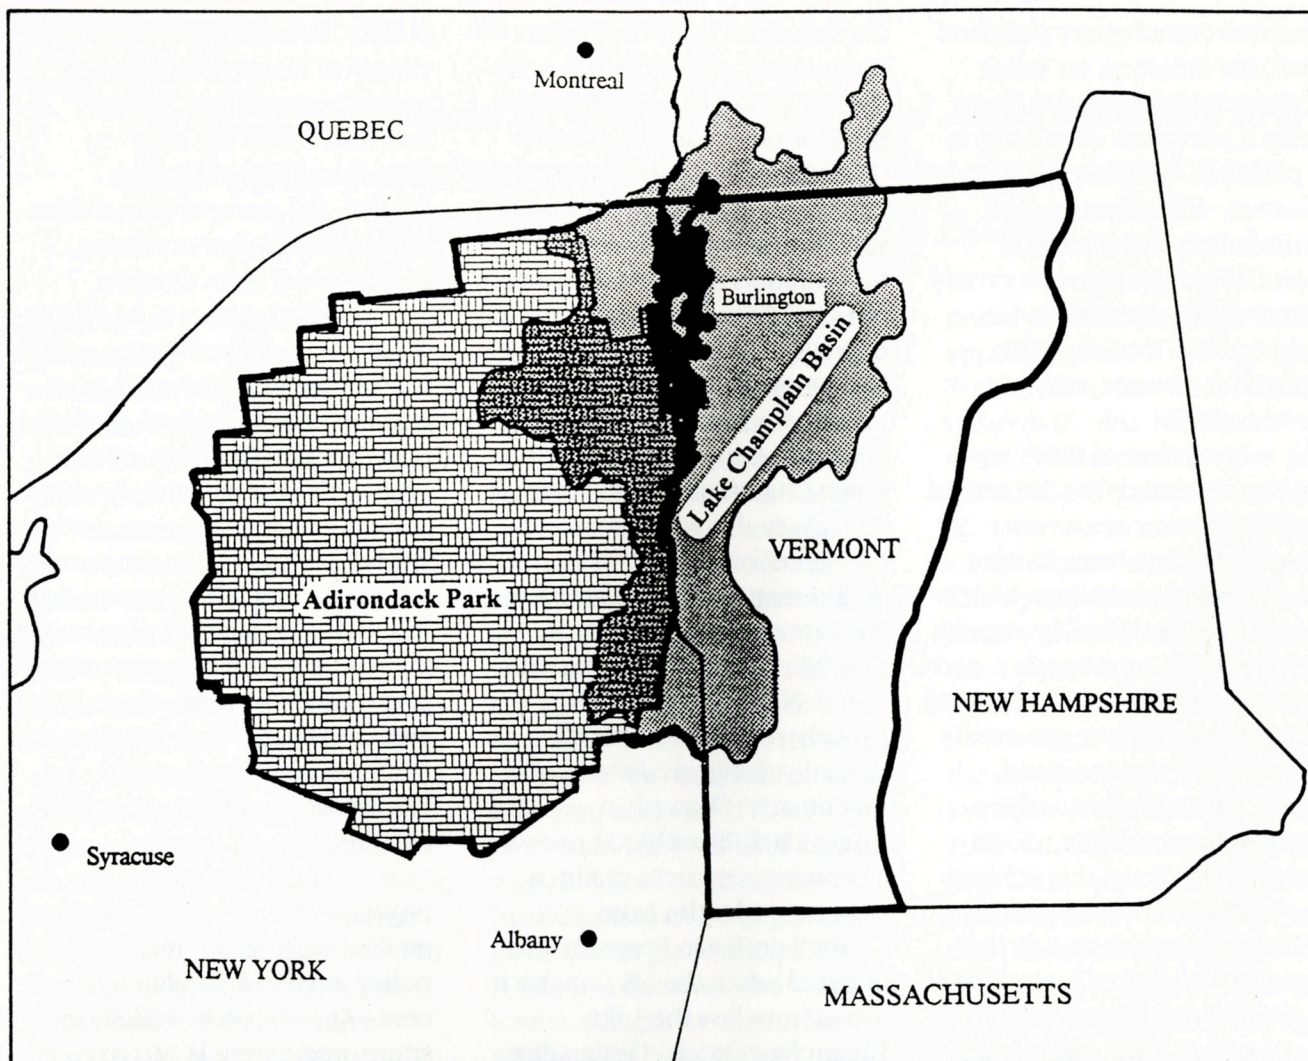 Montreal
QUEBEC
Burlington
Lake Champlain Basin
VERMONT
Adirondack Park
NEW HAMPSHIRE
Syracuse
Albany
NEW YORK
MASSACHUSETTS